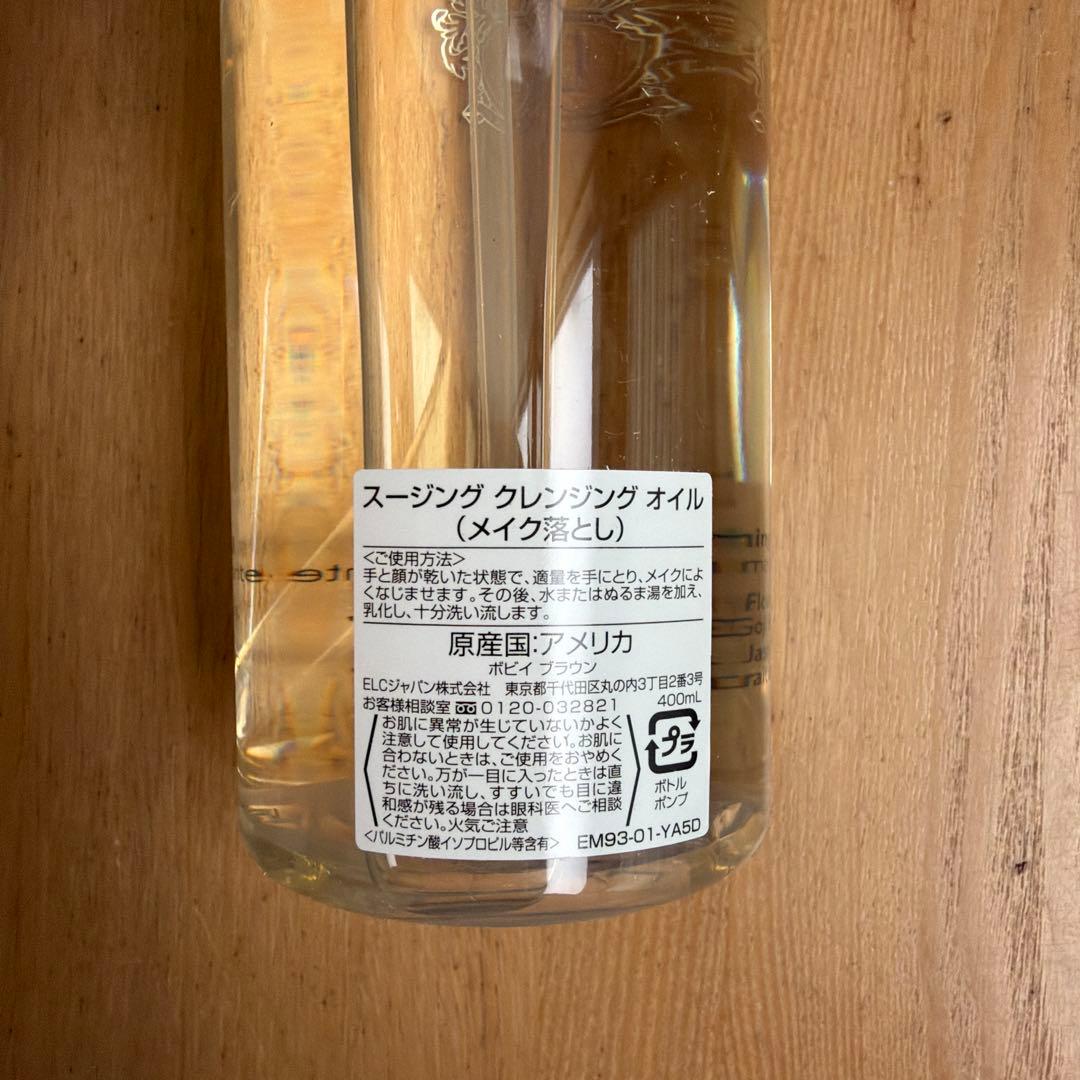 スージング クレンジング オイル
（メイク落とし）
＜ご使用方法＞
手と顔が乾いた状態で、適量を手にとり、メイクによ
くなじませます。その後、水またはぬるま湯を加え、
乳化し、十分洗い流します。
原産国：アメリカ
ボビイ ブラウン
ELCジャパン株式会社 東京都千代田区丸の内3丁目2番3号
お客様相談室 0120-032821
400mL
お肌に異常が生じていないかよく
注意して使用してください。お肌に
合わないときは、ご使用をおやめく
ださい。万が一目に入ったときは直
ちに洗い流し、すすいでも目に違
和感が残る場合は眼科医へご相談
ください。火気ご注意
プラ
ボトル
ポンプ
＜パルミチン酸イソプロピル等含有＞ EM93-01-YA5D